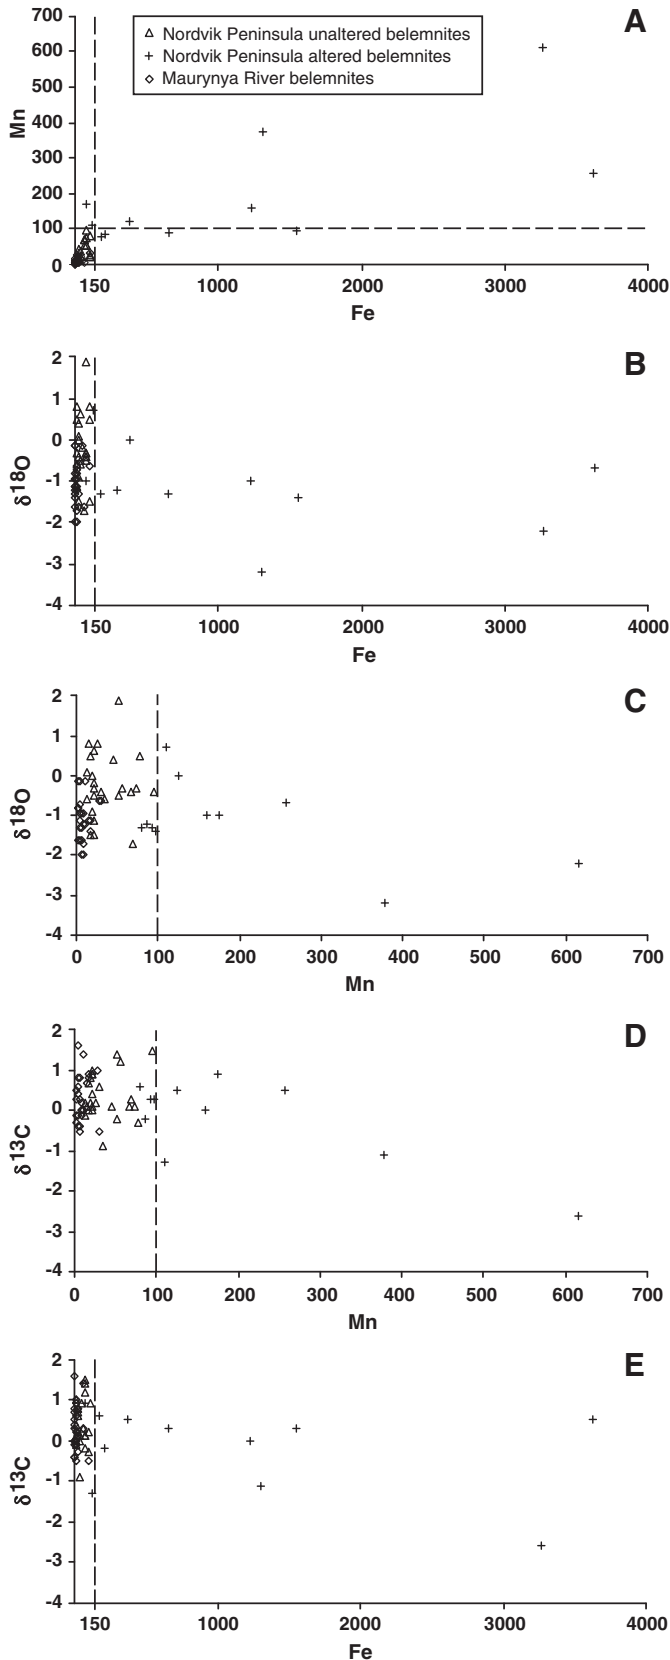 A
700
600
500
400
300
200
100
0
Mn
Nordvik Peninsula unaltered belemnites
Nordvik Peninsula altered belemnites
Maurynya River belemnites
150 1000 2000 3000 4000
Fe
B
2
1
0
-1
-2
-3
-4
δ18O
150 1000 2000 3000 4000
Fe
C
2
1
0
-1
-2
-3
-4
δ18O
0 100 200 300 400 500 600 700
Mn
D
2
1
0
-1
-2
-3
-4
δ13C
0 100 200 300 400 500 600 700
Mn
E
2
1
0
-1
-2
-3
-4
δ13C
150 1000 2000 3000 4000
Fe